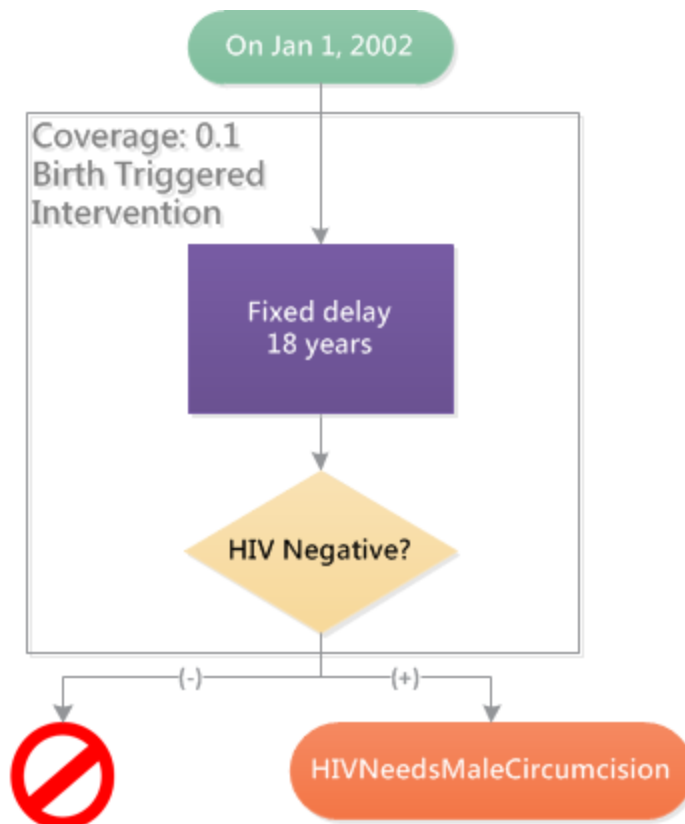 On Jan 1, 2002
Coverage: 0.1
Birth Triggered
Intervention
Fixed delay
18 years
HIV Negative?
(-)
(+)
HIVNeedsMaleCircumcision